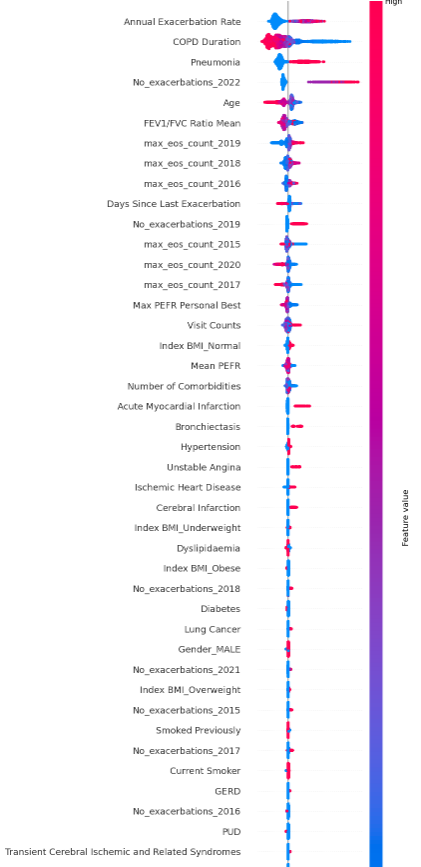 High
Annual Exacerbation Rate
COPD Duration
Pneumonia
No_exacerbations_2022
Age
FEV1/FVC Ratio Mean
max_eos_count_2019
max_eos_count_2018
max_eos_count_2016
Days Since Last Exacerbation
No_exacerbations_2019
max_eos_count_2015
max_eos_count_2020
max_eos_count_2017
Max PEFR Personal Best
Visit Counts
Index BMI_Normal
Mean PEFR
Number of Comorbidities
Acute Myocardial Infarction
Bronchiectasis
Hypertension
Unstable Angina
Ischemic Heart Disease
Cerebral Infarction
Index BMI_Underweight
Dyslipidaemia
Index BMI_Obese
No_exacerbations_2018
Diabetes
Lung Cancer
Gender_MALE
No_exacerbations_2021
Index BMI_Overweight
No_exacerbations_2015
Smoked Previously
No_exacerbations_2017
Current Smoker
GERD
No_exacerbations_2016
PUD
Transient Cerebral Ischemic and Related Syndromes
Feature value